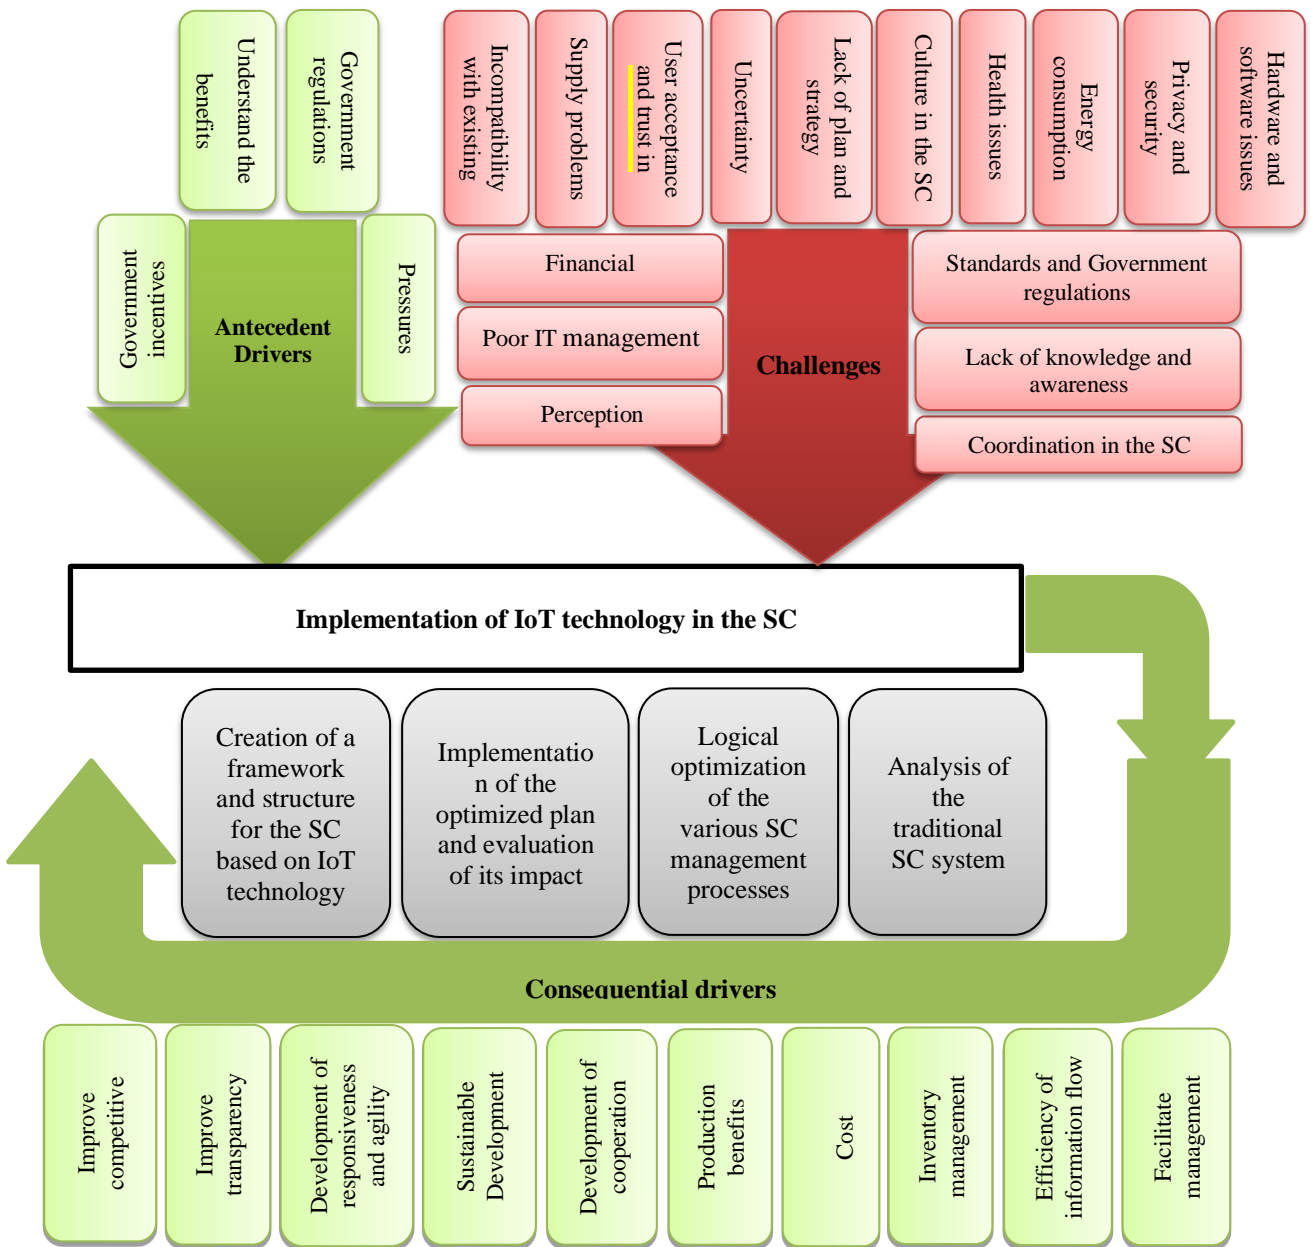 Understand the
benefits
Government
regulations
Government
incentives
Pressures
Antecedent
Drivers
Incompatibility
with existing
Supply problems
User acceptance
and trust in
Uncertainty
Lack of plan and
strategy
Culture in the SC
Health issues
Energy
consumption
Privacy and
security
Hardware and
software issues
Financial
Poor IT management
Perception
Challenges
Standards and Government
regulations
Lack of knowledge and
awareness
Coordination in the SC
Implementation of IoT technology in the SC
Creation of a
framework
and structure
for the SC
based on IoT
technology
Implementatio
n of the
optimized plan
and evaluation
of its impact
Logical
optimization
of the
various SC
management
processes
Analysis of
the
traditional
SC system
Consequential drivers
Improve
competitive
Improve
transparency
Development of
responsiveness
and agility
Sustainable
Development
Development of
cooperation
Production
benefits
Cost
Inventory
management
Efficiency of
information flow
Facilitate
management